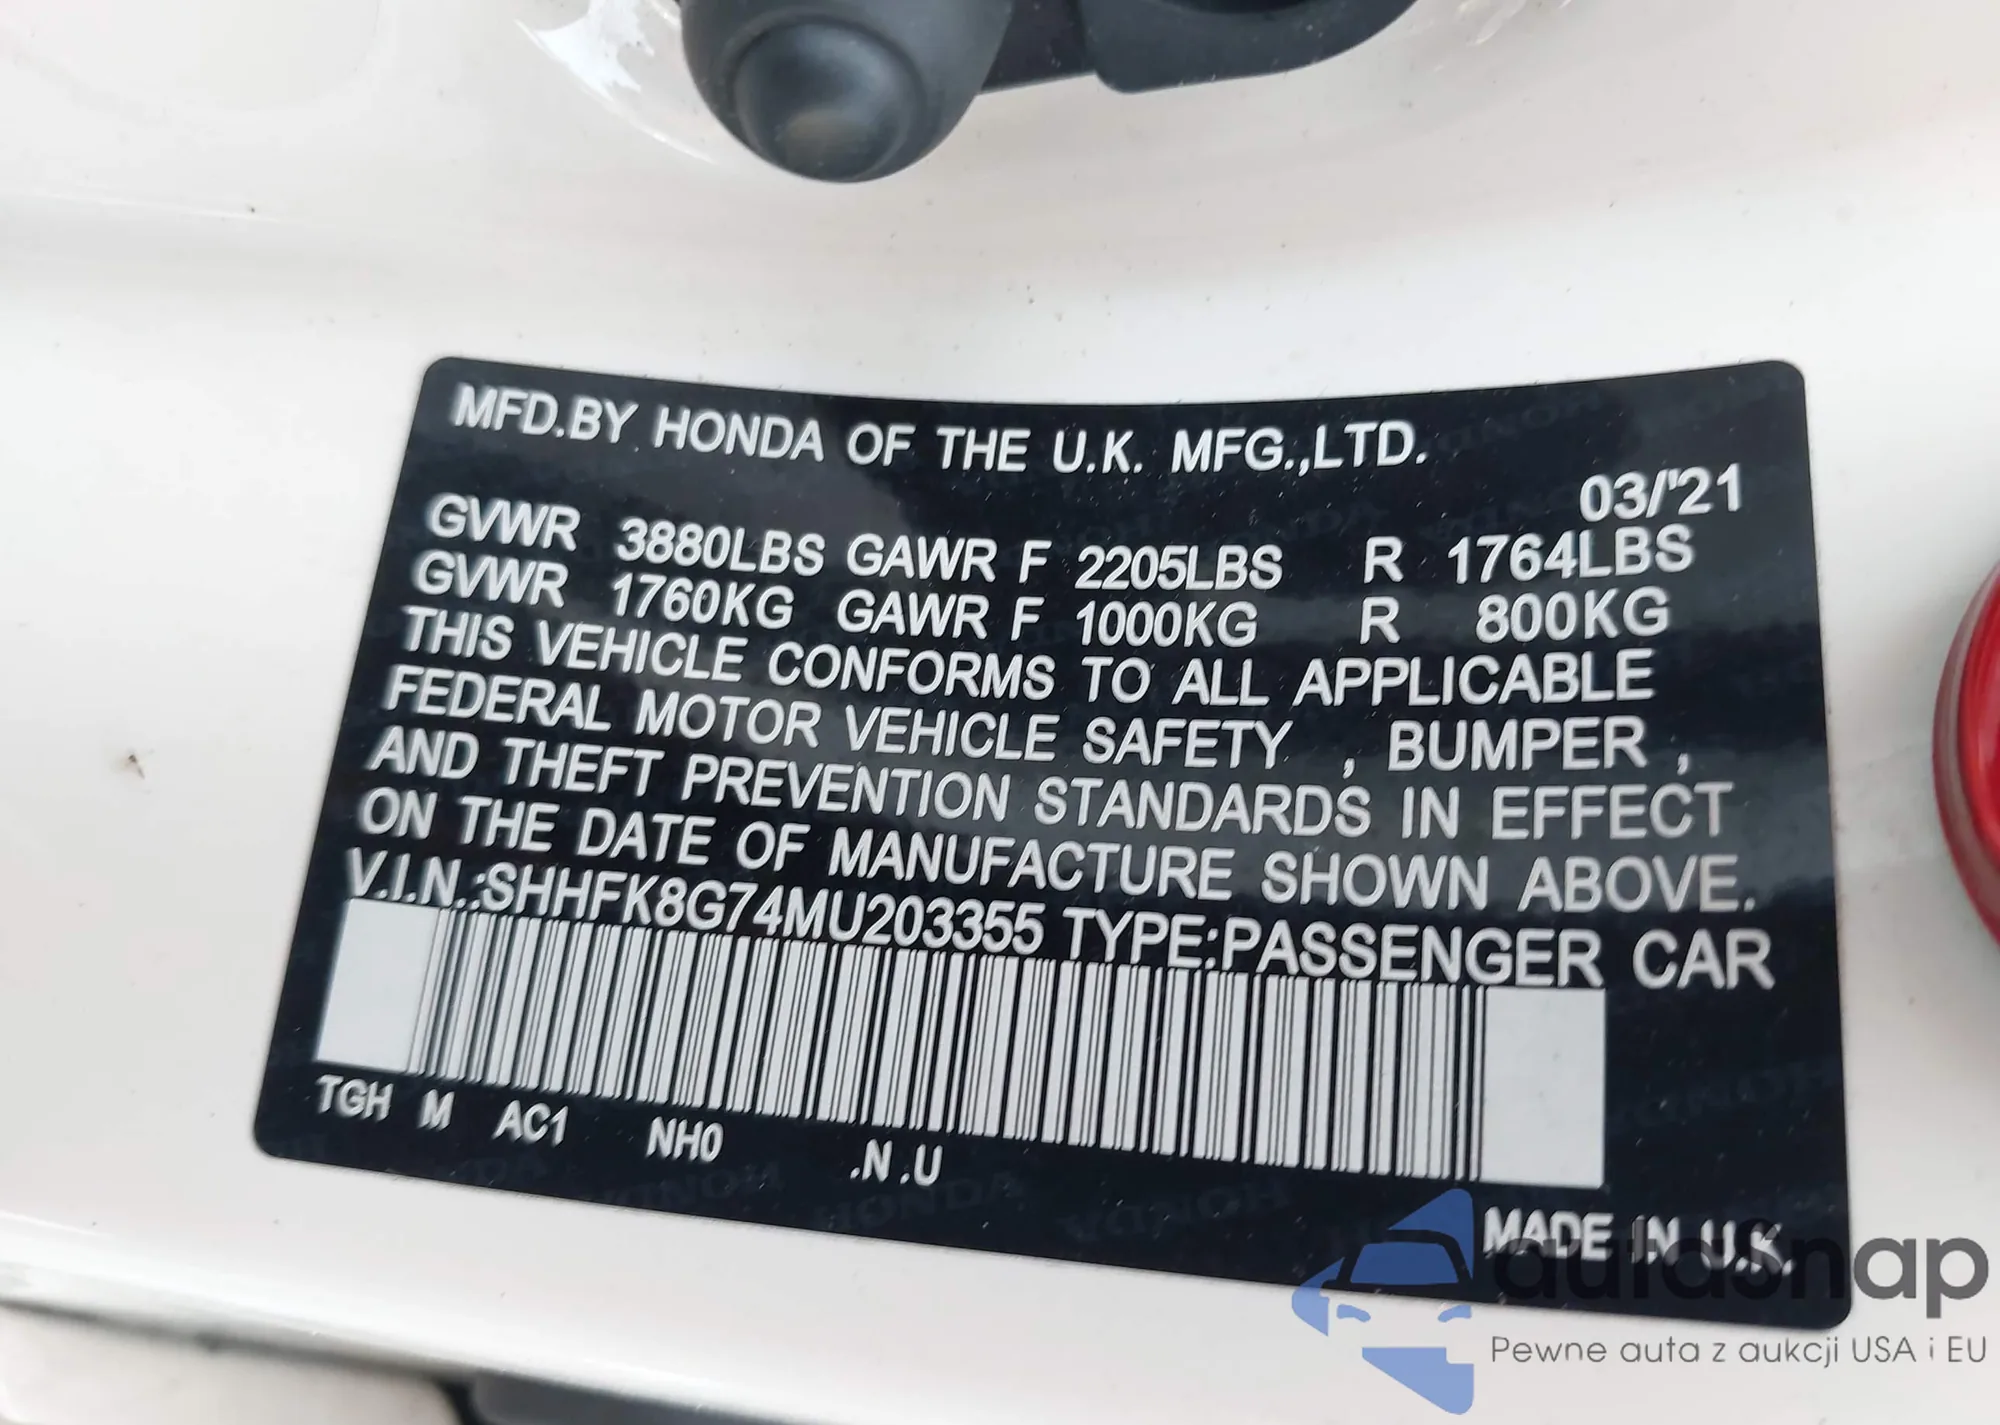 MFD.BY HONDA OF THE U.K. MFG.,LTD.
03/'21
GVWR 3880LBS GAWR F 2205LBS R 1764LBS
GVWR 1760KG GAWR F 1000KG R 800KG
THIS VEHICLE CONFORMS TO ALL APPLICABLE
FEDERAL MOTOR VEHICLE SAFETY , BUMPER ,
AND THEFT PREVENTION STANDARDS IN EFFECT
ON THE DATE OF MANUFACTURE SHOWN ABOVE.
V.I.N.:SHHFK8G74MU203355 TYPE:PASSENGER CAR
TGH M AC1 NH0 .N .U
MADE IN U.K.
autasnap
Pewne auta z aukcji USA i EU